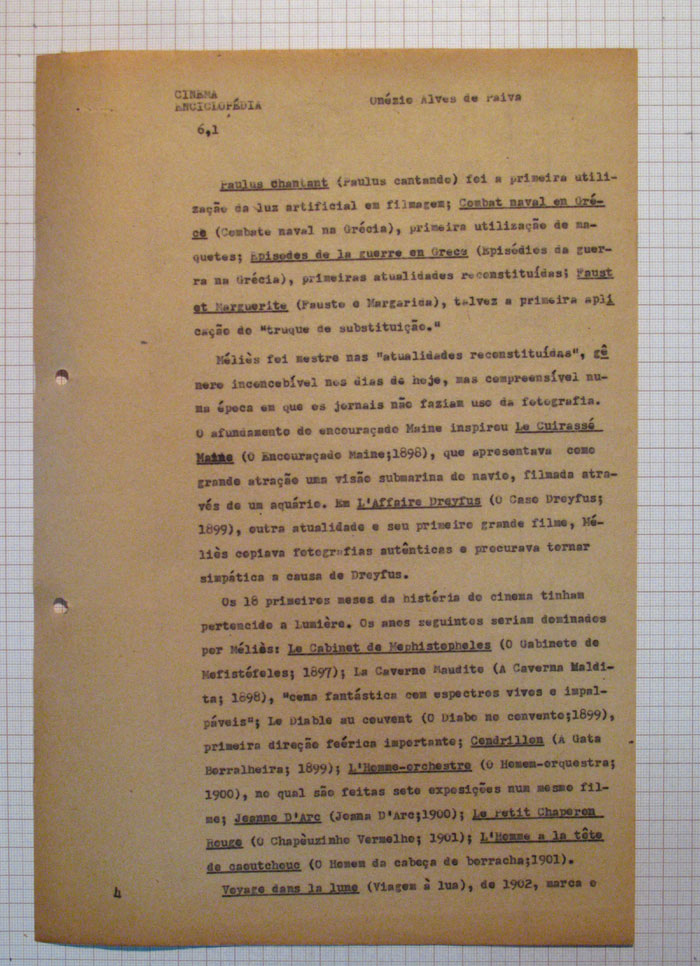 CINEMA
ENCICLOPÉDIA
Onézio Alves de Paiva
6,1
Paulus Chantant (Paulus cantando) foi a primeira utili-
zação da luz artificial em filmagem; Combat naval en Gré-
ce (Combate naval na Grécia), primeira utilização de ma-
quetes; Episodes de la guerre en Grece (Episódios da guer-
ra na Grécia), primeiras atualidades reconstituídas; Faust
et Marguerite (Fausto e Margarida), talvez a primeira apli
cação do "truque de substituição."
Méliès foi mestre nas "atualidades reconstituídas", gê
nero inconcebível nos dias de hoje, mas compreensível nu-
ma época em que os jornais não faziam uso da fotografia.
O afundamento do encouraçado Maine inspirou Le Cuirassé
Maine (O Encouraçado Maine;1898), que apresentava como
grande atração uma visão submarina do navio, filmada atra-
vés de um aquário. Em L'Affaire Dreyfus (O Caso Dreyfus;
1899), outra atualidade e seu primeiro grande filme, Mé-
liès copiava fotografias autênticas e procurava tornar
simpática a causa de Dreyfus.
Os 18 primeiros meses da história do cinema tinham
pertencido a Lumière. Os anos seguintes seriam dominados
por Méliès: Le Cabinet de Mephistopheles (O Gabinete de
Mefistófeles; 1897); La Caverne Maudite (A Caverna Maldi-
ta; 1898), "cena fantástica com espectros vivos e impal-
páveis"; Le Diable au couvent (O Diabo no convento;1899),
primeira direção feérica importante; Cendrillon (A Gata
Borralheira; 1899); L'Homme-orchestre (O Homem-orquestra;
1900), no qual são feitas sete exposições num mesmo fil-
me; Jeanne D'Arc (Joana D'Arc;1900); Le Petit Chaperon
Rouge (O Chapèuzinho Vermelho; 1901); L'Homme a la tête
de caoutchouc (O Homem da cabeça de borracha;1901).
Voyage dans la lune (Viagem à lua), de 1902, marca o
4